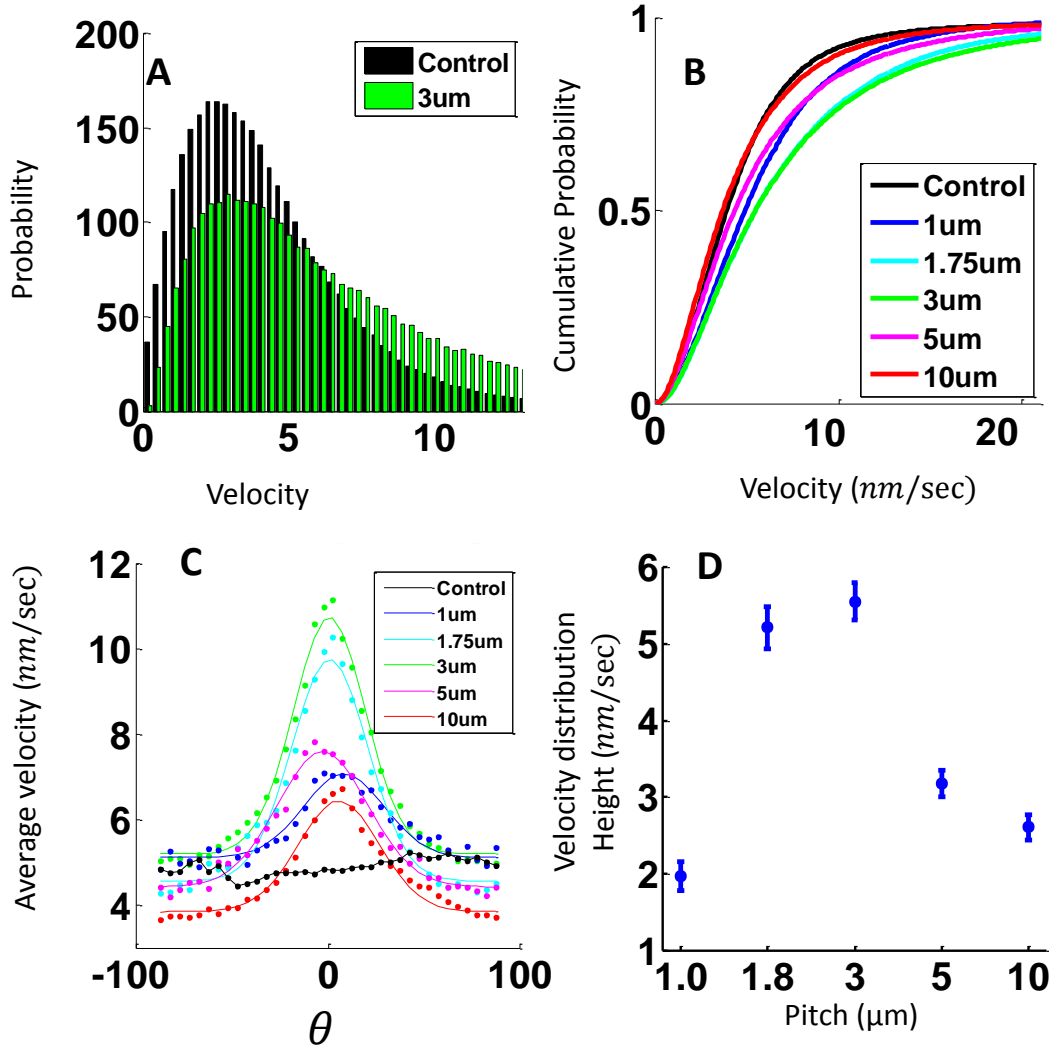 A
Control
3um
Probability
200
150
100
50
0
0
5
10
Velocity
B
Control
1um
1.75um
3um
5um
10um
Cumulative Probability
1
0.5
0
0
10
20
Velocity (nm/sec)
C
Control
1um
1.75um
3um
5um
10um
Average velocity (nm/sec)
12
10
8
6
4
-100
0
100
θ
D
Velocity distribution
Height (nm/sec)
6
5
4
3
2
1
1.0
1.8
3
5
10
Pitch (μm)